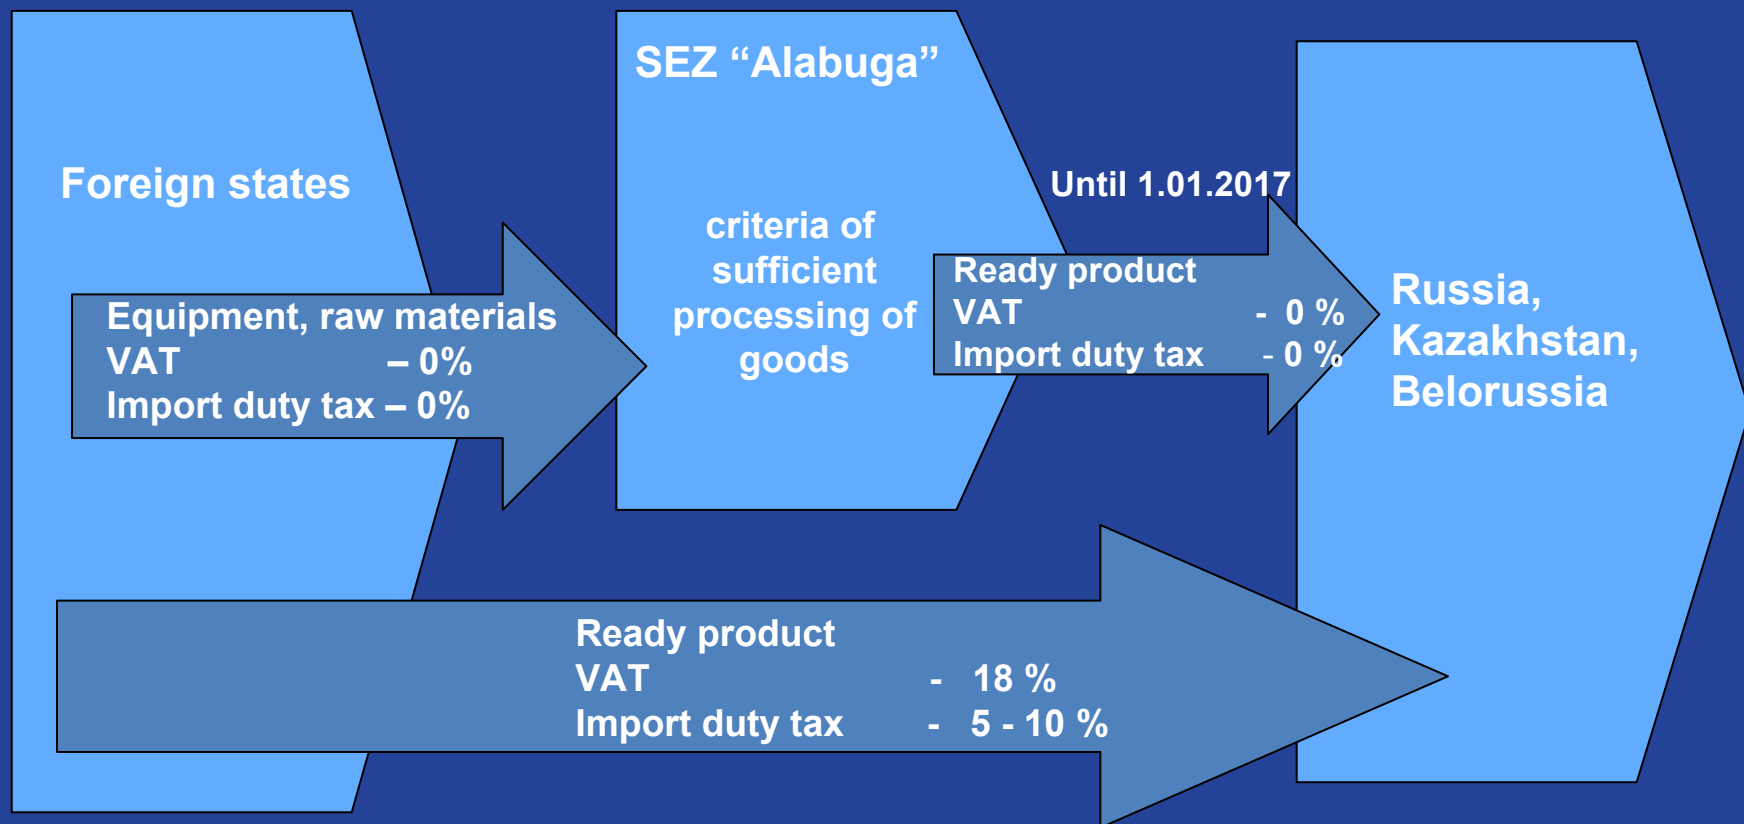 Foreign states
Equipment, raw materials
VAT – 0%
Import duty tax – 0%
SEZ “Alabuga”
criteria of
sufficient
processing of
goods
Until 1.01.2017
Ready product
VAT - 0 %
Import duty tax - 0 %
Russia,
Kazakhstan,
Belorussia
Ready product
VAT - 18 %
Import duty tax - 5 - 10 %